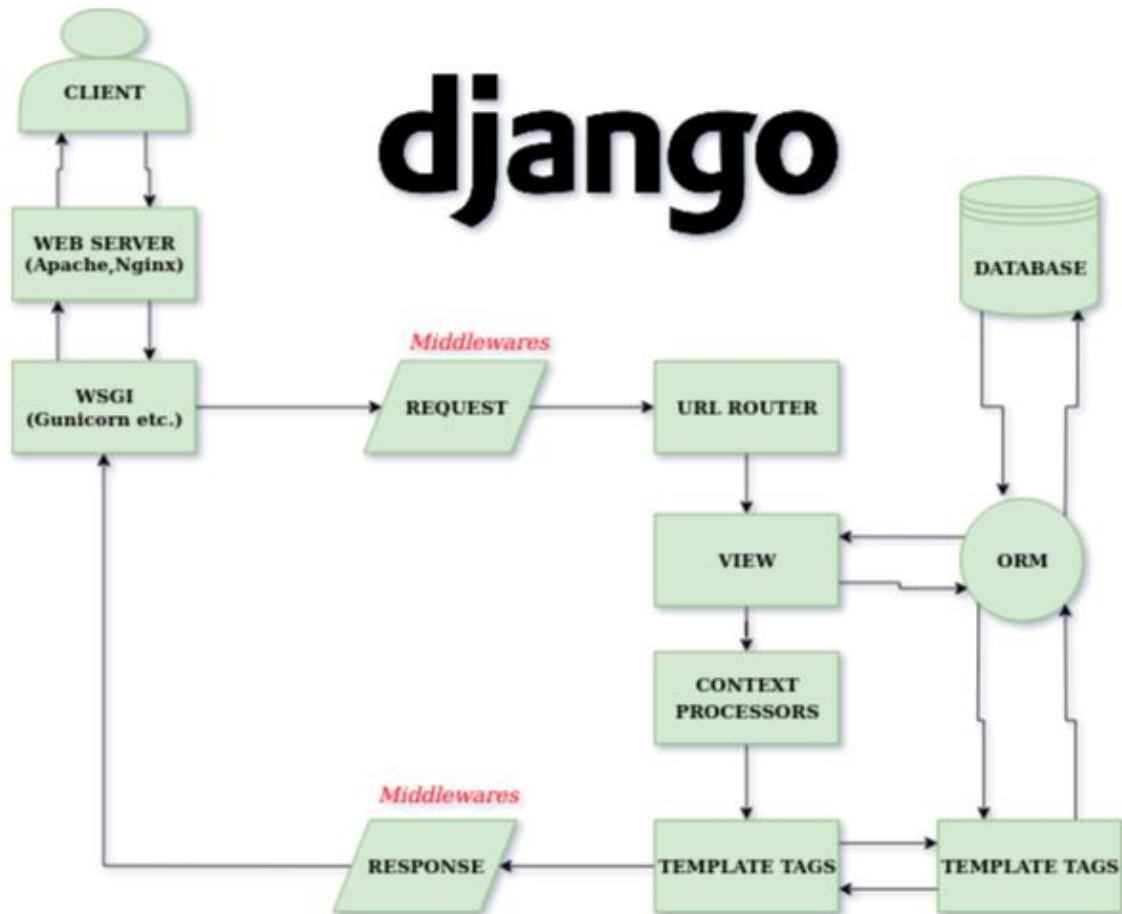 CLIENT
django
WEB SERVER
(Apache,Nginx)
DATABASE
Middlewares
WSGI
(Gunicorn etc.)
REQUEST
URL ROUTER
VIEW
ORM
CONTEXT
PROCESSORS
Middlewares
RESPONSE
TEMPLATE TAGS
TEMPLATE TAGS